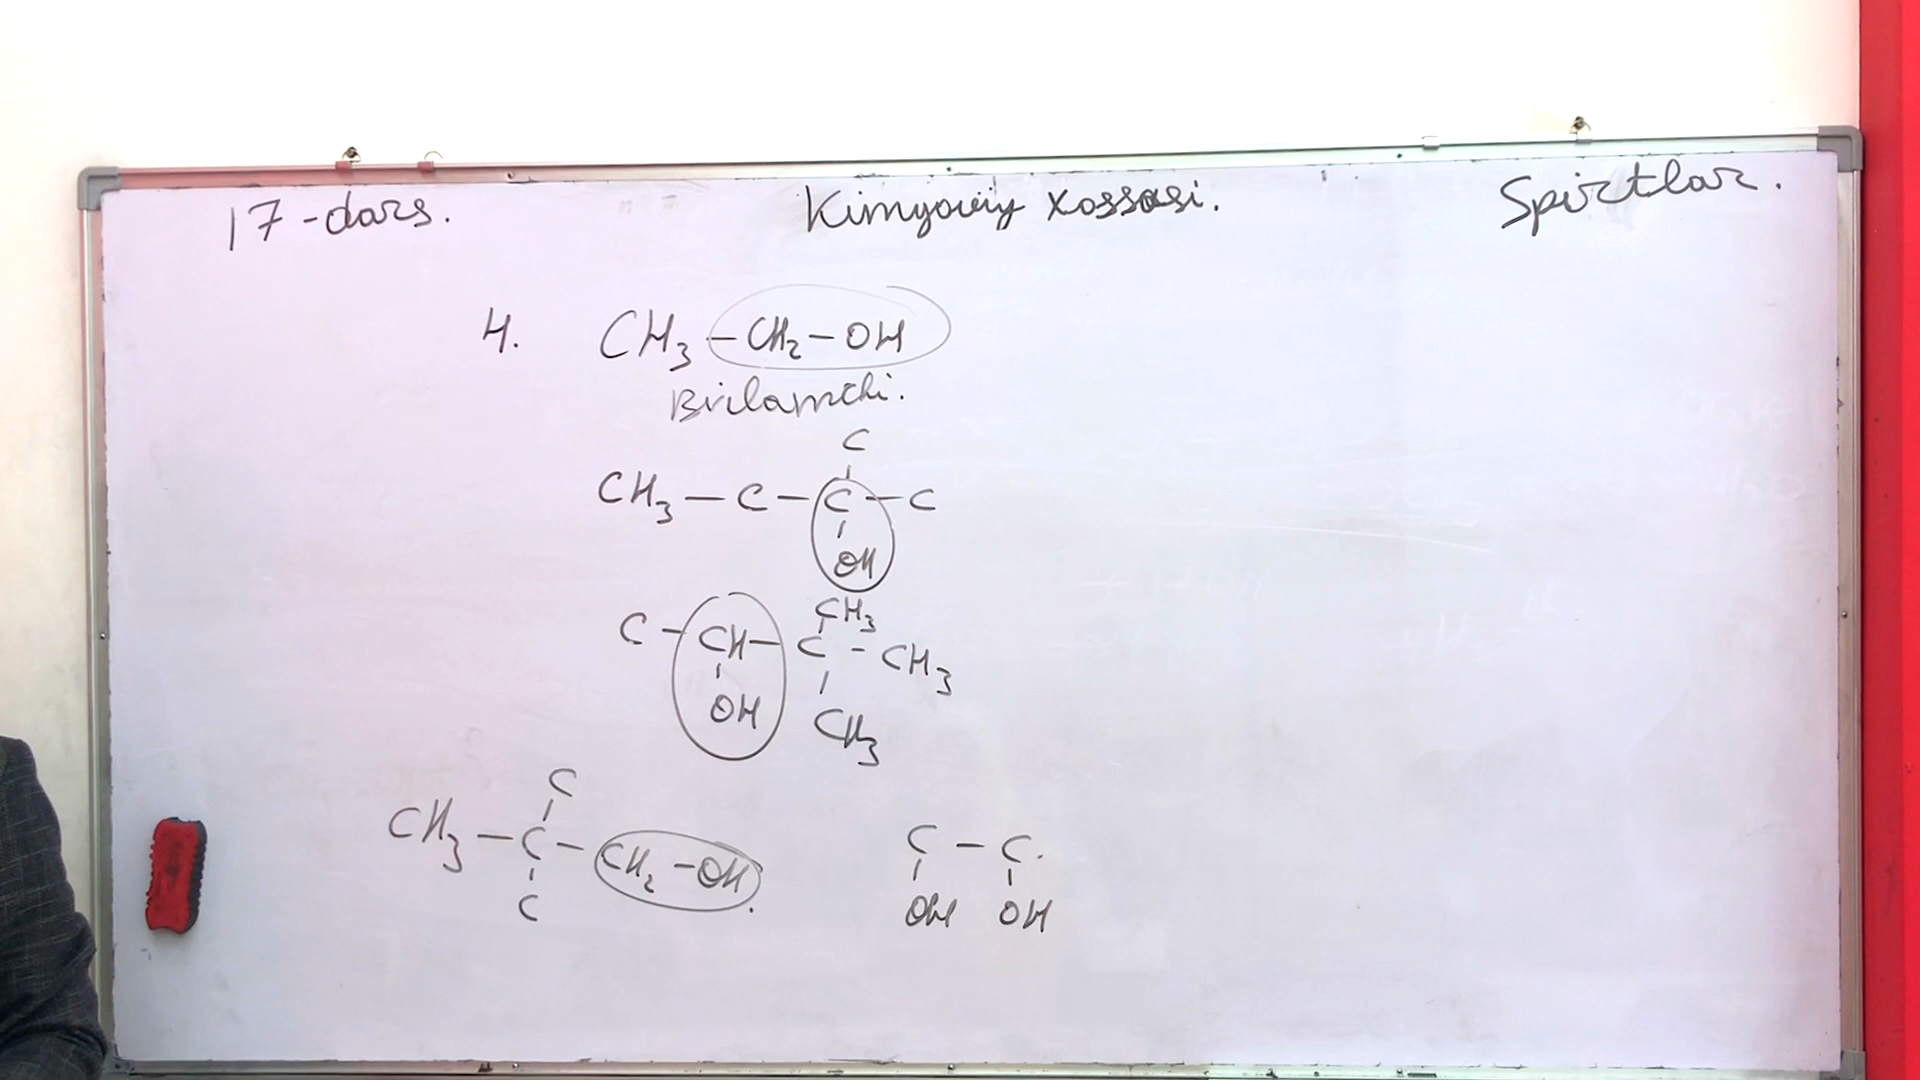 17-dars. Kimyoviy xossasi. Spirtlar.
4. CH3 - CH2 - OH
Birlamchi.
C
CH3 - C - C - C
OH
CH3
C - CH - C - CH3
OH CH3
C
CH3 - C - CH2 - OH. C - C.
C OH OH